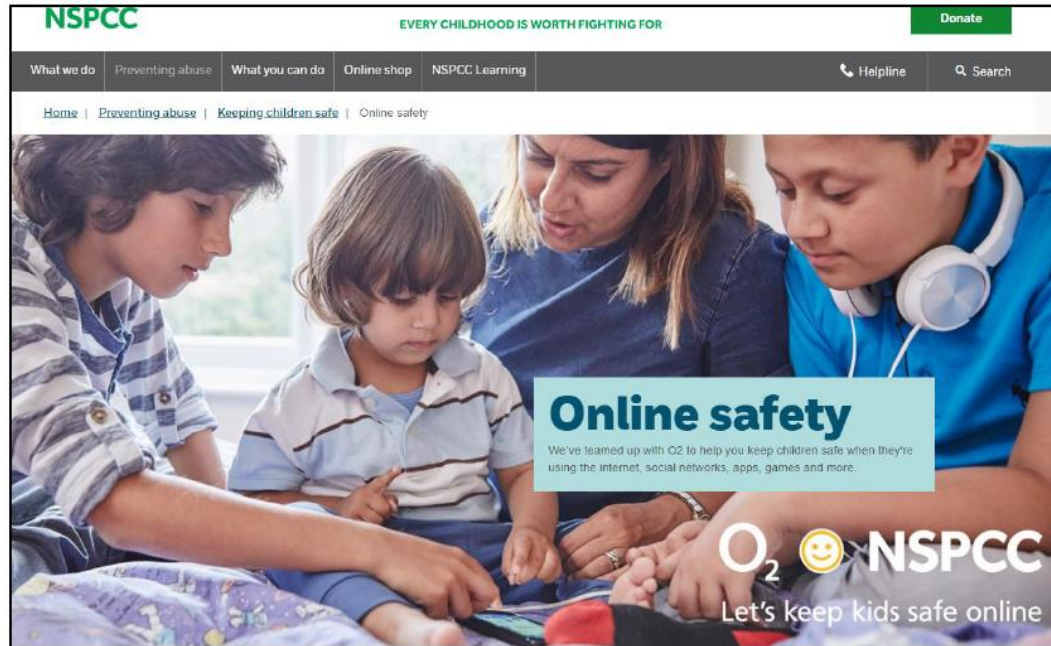 NSPCC
EVERY CHILDHOOD IS WORTH FIGHTING FOR
Donate
What we do
Preventing abuse
What you can do
Online shop
NSPCC Learning
Helpline
Search
Home | Preventing abuse | Keeping children safe | Online safety
Online safety
We've teamed up with O2 to help you keep children safe when they're
using the internet, social networks, apps, games and more.
O2 NSPCC
Let's keep kids safe online